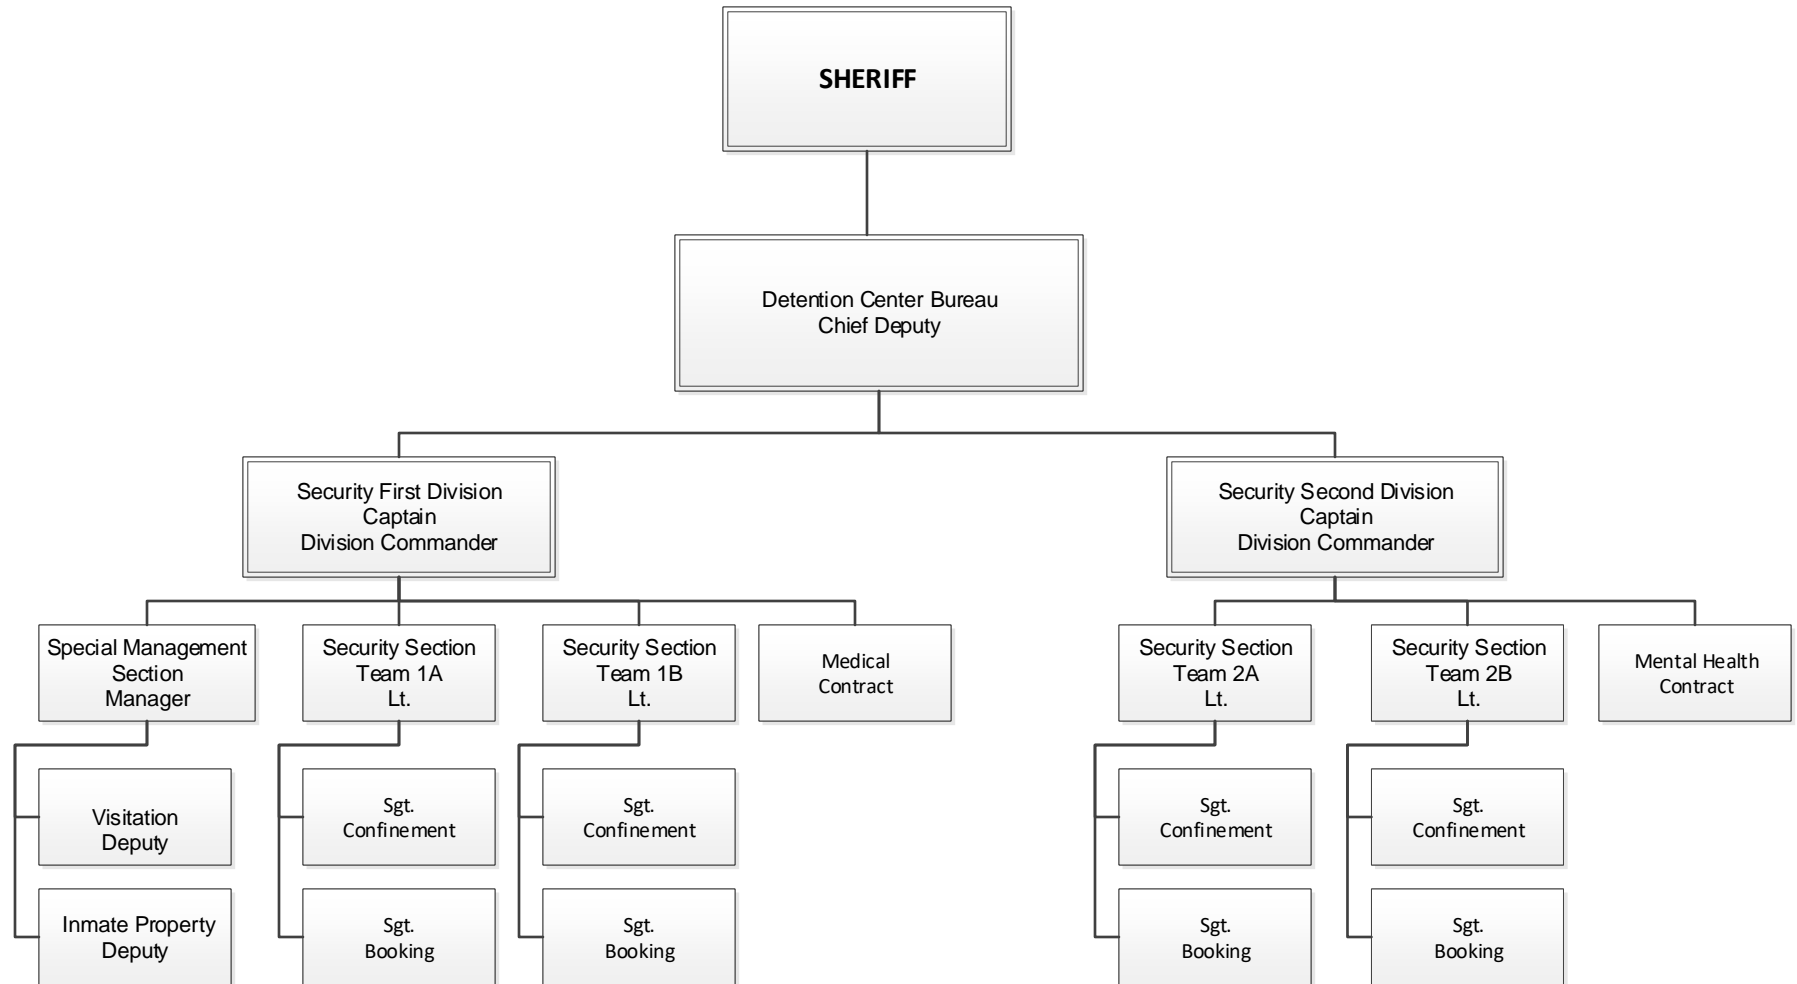 SHERIFF
Detention Center Bureau
Chief Deputy
Security First Division
Captain
Division Commander
Security Second Division
Captain
Division Commander
Special Management
Section
Manager
Security Section
Team 1A
Lt.
Security Section
Team 1B
Lt.
Medical
Contract
Security Section
Team 2A
Lt.
Security Section
Team 2B
Lt.
Mental Health
Contract
Visitation
Deputy
Sgt.
Confinement
Sgt.
Confinement
Sgt.
Confinement
Sgt.
Confinement
Inmate Property
Deputy
Sgt.
Booking
Sgt.
Booking
Sgt.
Booking
Sgt.
Booking